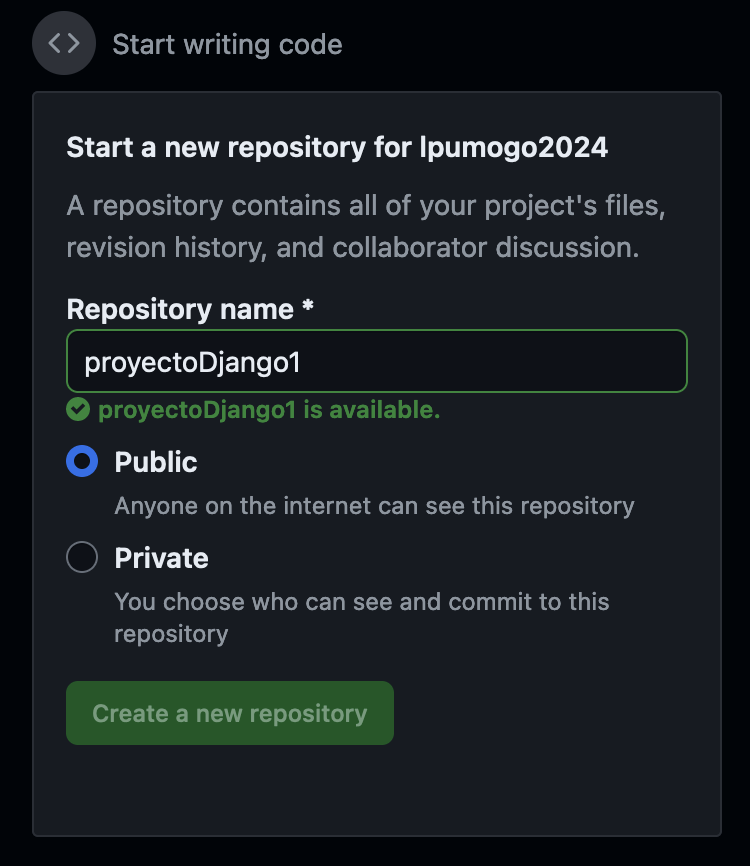 Start writing code
Start a new repository for lpumogo2024
A repository contains all of your project's files,
revision history, and collaborator discussion.
Repository name *
proyectoDjango1
proyectoDjango1 is available.
Public
Anyone on the internet can see this repository
Private
You choose who can see and commit to this
repository
Create a new repository